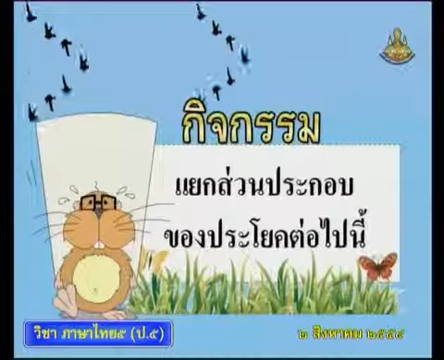 กิจกรรม
แยกส่วนประกอบ
ของประโยคต่อไปนี้
วิชา ภาษาไทย๕ (ป.๕)
๒ สิงหาคม ๒๕๕๔